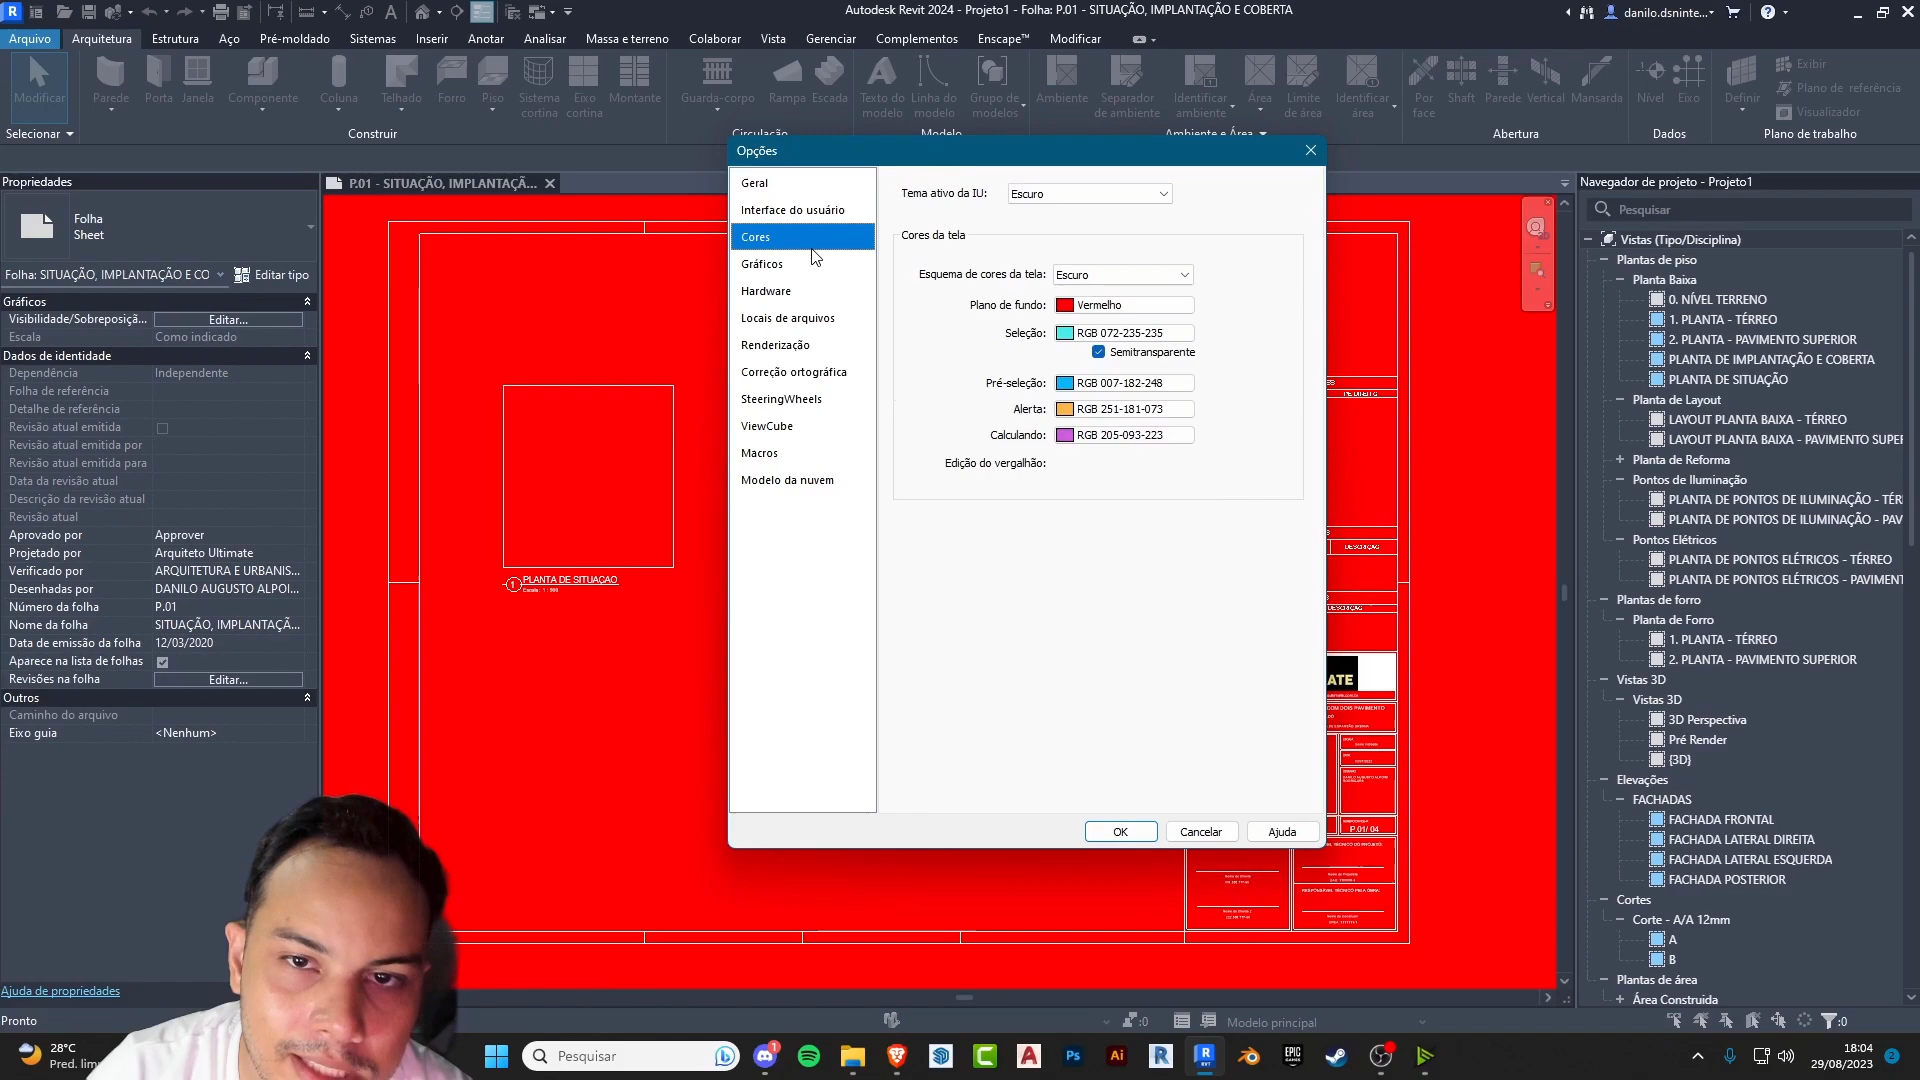 Autodesk Revit 2024 - Projeto1 - Folha: P.01 - SITUAÇÃO, IMPLANTAÇÃO E COBERTA
danilo.dsninte...
Arquivo Arquitetura Estrutura Aço Pré-moldado Sistemas Inserir Anotar Analisar Massa e terreno Colaborar Vista Gerenciar Complementos Enscape™ Modificar
Modificar Parede Porta Janela Componente Coluna Telhado Forro Piso Sistema cortina Eixo cortina Montante Guarda-corpo Rampa Escada Texto do modelo Linha do modelo Grupo de modelos Ambiente Separador de ambiente Identificar ambiente Área Limite de área Identificar área Por face Shaft Parede Vertical Mansarda Nível Eixo Definir
Exibir
Plano de referência
Visualizador
Selecionar Construir Circulação Modelo Ambiente e Área Abertura Dados Plano de trabalho
Propriedades
Folha
Sheet
Folha: SITUAÇÃO, IMPLANTAÇÃO E CO Editar tipo
Gráficos
Visibilidade/Sobreposiçã... Editar...
Escala Como indicado
Dados de identidade
Dependência Independente
Folha de referência
Detalhe de referência
Revisão atual emitida
Revisão atual emitida por
Revisão atual emitida para
Data da revisão atual
Descrição da revisão atual
Revisão atual
Aprovado por Approver
Projetado por Arquiteto Ultimate
Verificado por ARQUITETURA E URBANIS...
Desenhadas por DANILO AUGUSTO ALPOI...
Número da folha P.01
Nome da folha SITUAÇÃO, IMPLANTAÇÃ...
Data de emissão da folha 12/03/2020
Aparece na lista de folhas
Revisões na folha Editar...
Outros
Caminho do arquivo
Eixo guia <Nenhum>
Ajuda de propriedades
P.01 - SITUAÇÃO, IMPLANTAÇÃ...
1 PLANTA DE SITUAÇÃO
Opções
Geral
Interface do usuário
Cores
Gráficos
Hardware
Locais de arquivos
Renderização
Correção ortográfica
SteeringWheels
ViewCube
Macros
Modelo da nuvem
Tema ativo da IU: Escuro
Cores da tela
Esquema de cores da tela: Escuro
Plano de fundo: Vermelho
Seleção: RGB 072-235-235
Semitransparente
Pré-seleção: RGB 007-182-248
Alerta: RGB 251-181-073
Calculando: RGB 205-093-223
Edição do vergalhão:
OK Cancelar Ajuda
DESCRIÇÃO
ATE
P.01/ 04
Navegador de projeto - Projeto1
Pesquisar
Vistas (Tipo/Disciplina)
Plantas de piso
Planta Baixa
0. NÍVEL TERRENO
1. PLANTA - TÉRREO
2. PLANTA - PAVIMENTO SUPERIOR
PLANTA DE IMPLANTAÇÃO E COBERTA
PLANTA DE SITUAÇÃO
Planta de Layout
LAYOUT PLANTA BAIXA - TÉRREO
LAYOUT PLANTA BAIXA - PAVIMENTO SUPEF
Planta de Reforma
Pontos de Iluminação
PLANTA DE PONTOS DE ILUMINAÇÃO - TÉRI
PLANTA DE PONTOS DE ILUMINAÇÃO - PAV
Pontos Elétricos
PLANTA DE PONTOS ELÉTRICOS - TÉRREO
PLANTA DE PONTOS ELÉTRICOS - PAVIMENT
Plantas de forro
Planta de Forro
1. PLANTA - TÉRREO
2. PLANTA - PAVIMENTO SUPERIOR
Vistas 3D
Vistas 3D
3D Perspectiva
Pré Render
{3D}
Elevações
FACHADAS
FACHADA FRONTAL
FACHADA LATERAL DIREITA
FACHADA LATERAL ESQUERDA
FACHADA POSTERIOR
Cortes
Corte - A/A 12mm
A
B
Plantas de área
Área Construida
Pronto :0 Modelo principal :0
28°C
Pred. lim
Pesquisar
18:04
29/08/2023